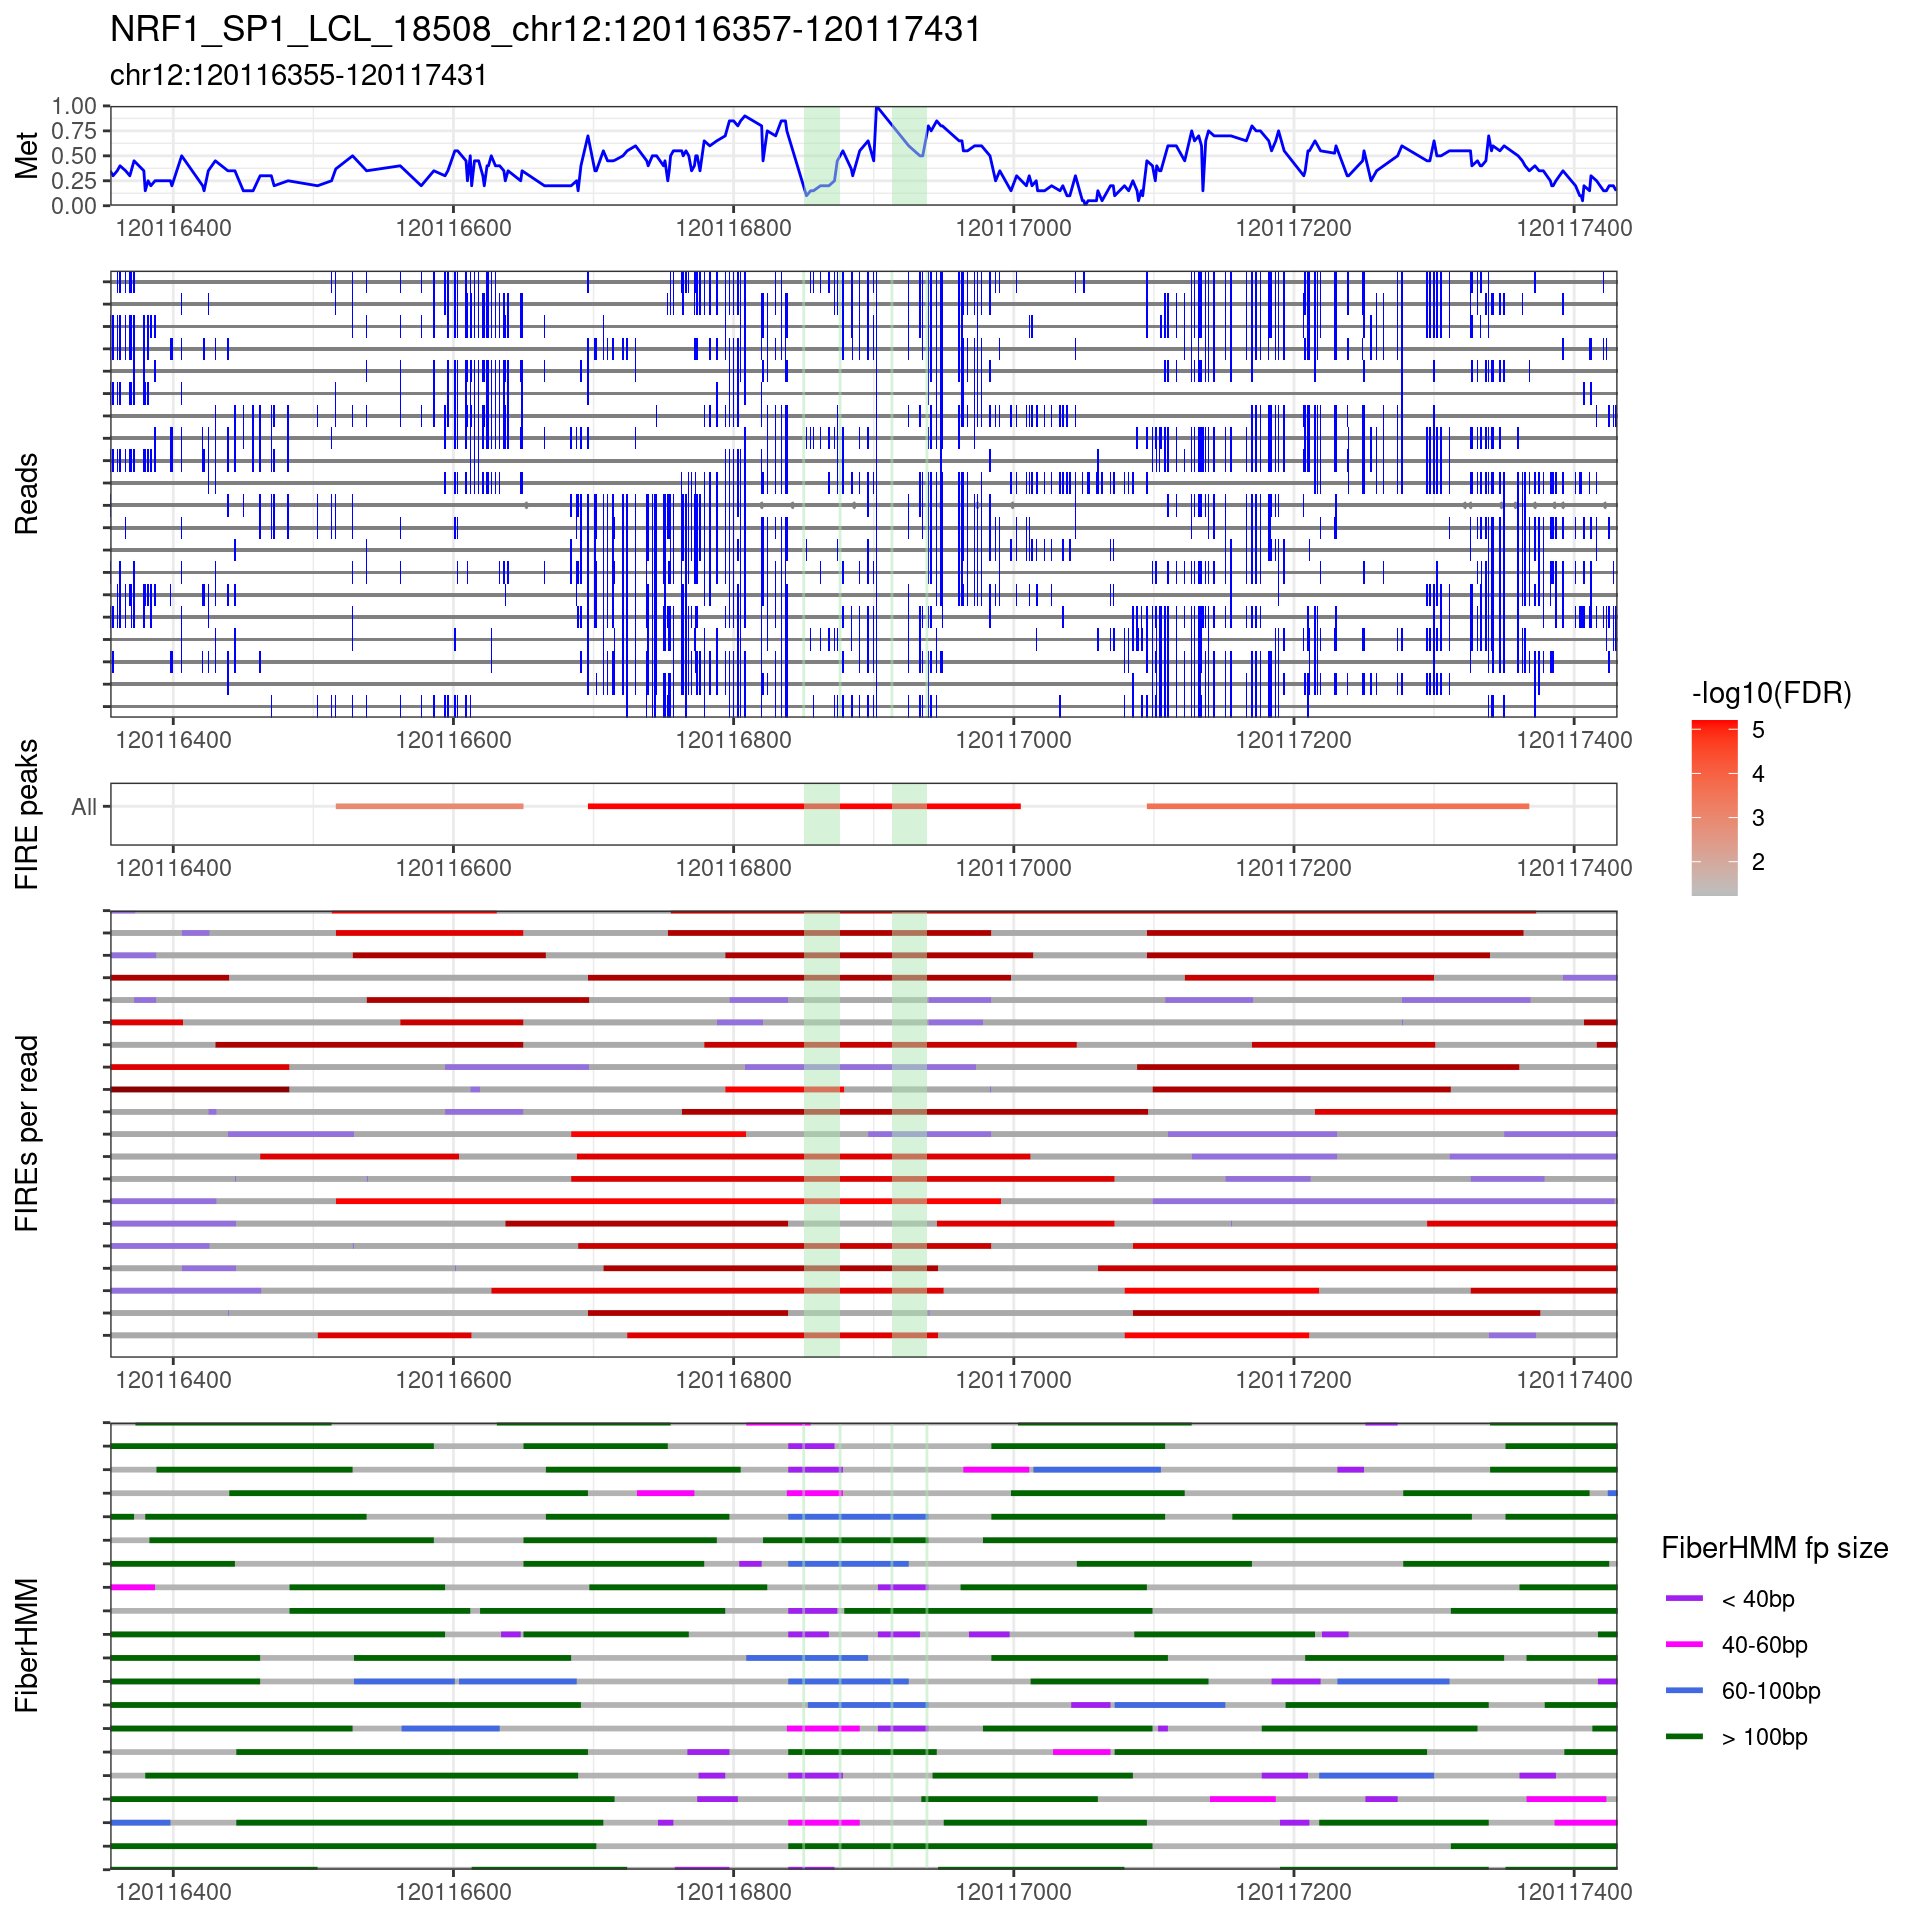 NRF1_SP1_LCL_18508_chr12:120116357-120117431
chr12:120116355-120117431
Met
1.00
0.75
0.50
0.25
0.00
120116400 120116600 120116800 120117000 120117200 120117400
Reads
120116400 120116600 120116800 120117000 120117200 120117400
FIRE peaks
All
120116400 120116600 120116800 120117000 120117200 120117400
-log10(FDR)
5
4
3
2
FIREs per read
120116400 120116600 120116800 120117000 120117200 120117400
FiberHMM
120116400 120116600 120116800 120117000 120117200 120117400
FiberHMM fp size
< 40bp
40-60bp
60-100bp
> 100bp